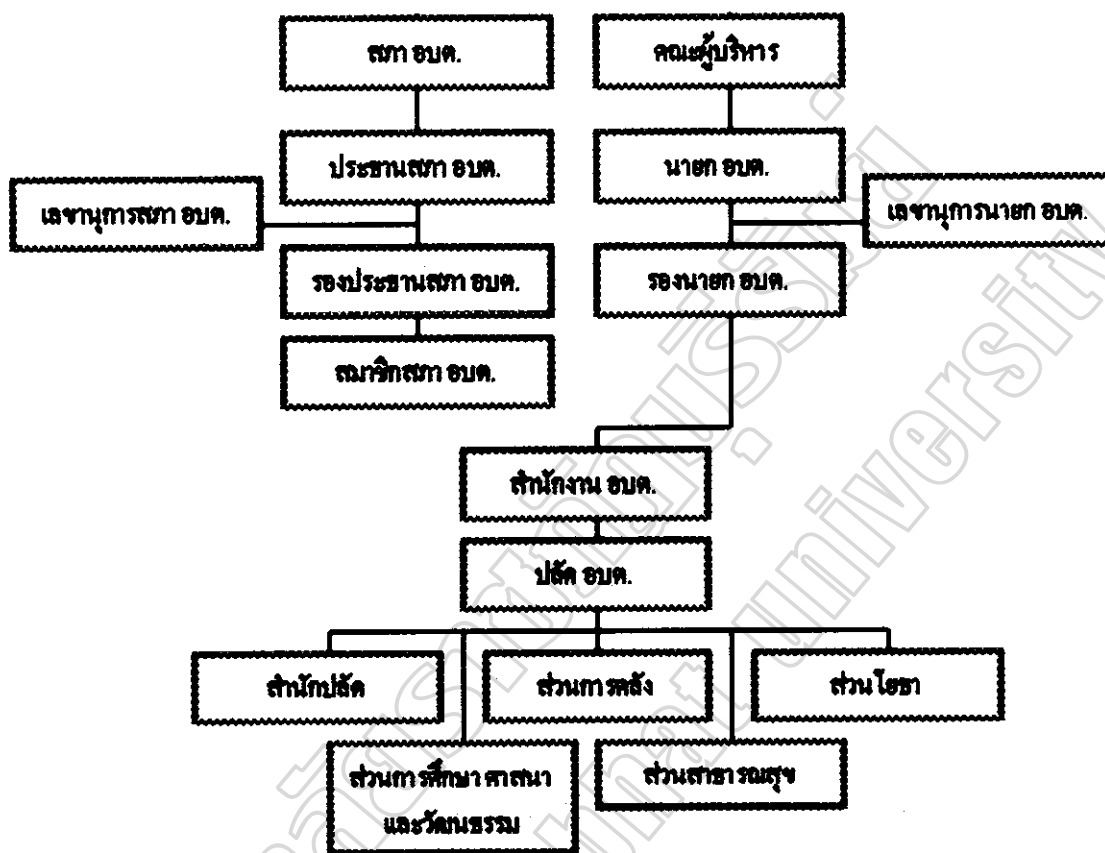 สภา อบต.
คณะผู้บริหาร
ประธานสภา อบต.
นายก อบต.
เลขานุการสภา อบต.
เลขานุการนายก อบต.
รองประธานสภา อบต.
รองนายก อบต.
สมาชิกสภา อบต.
สำนักงาน อบต.
ปลัด อบต.
สำนักปลัด
ส่วนการคลัง
ส่วนโยธา
ส่วนการศึกษา ศาสนา
และวัฒนธรรม
ส่วนสาธารณสุข
university